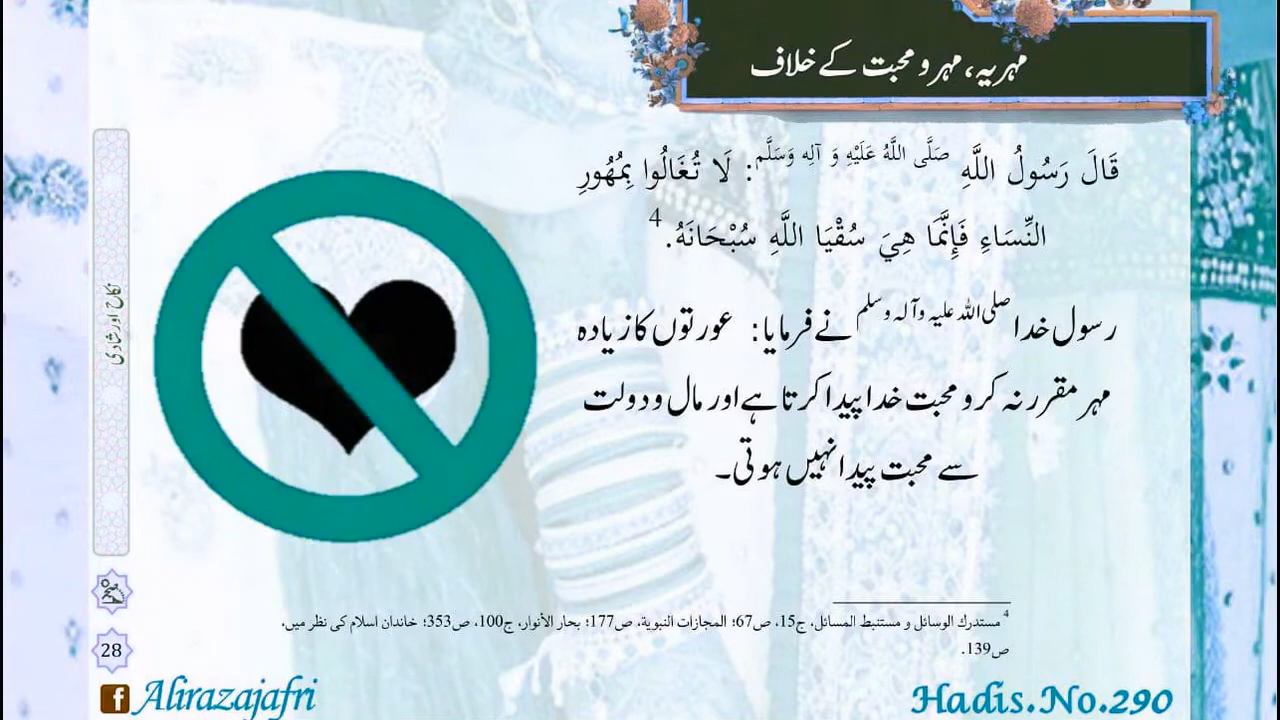 مہریہ، مہر و محبت کے خلاف
قَالَ رَسُولُ اللَّهِ صَلَّى اللَّهُ عَلَيْهِ وَ آلِه وَسَلَّم: لَا تُغَالُوا بِمُهُورِ
النِّسَاءِ فَإِنَّمَا هِيَ سُقْيَا اللَّهِ سُبْحَانَهُ.4
رسول خدا صلی اللہ علیہ وآلہ وسلم نے فرمایا: عورتوں کا زیادہ
مہر مقرر نہ کرو محبت خدا پیدا کرتا ہے اور مال و دولت
سے محبت پیدا نہیں ہوتی۔
نکاح اور شادی
4 مستدرك الوسائل و مستنبط المسائل، ج15، ص67؛ المجازات النبوية، ص177؛ بحار الأنوار، ج100، ص353؛ خاندان اسلام کی نظر میں،
ص139.
28
f Alirazajafri
Hadis.No.290